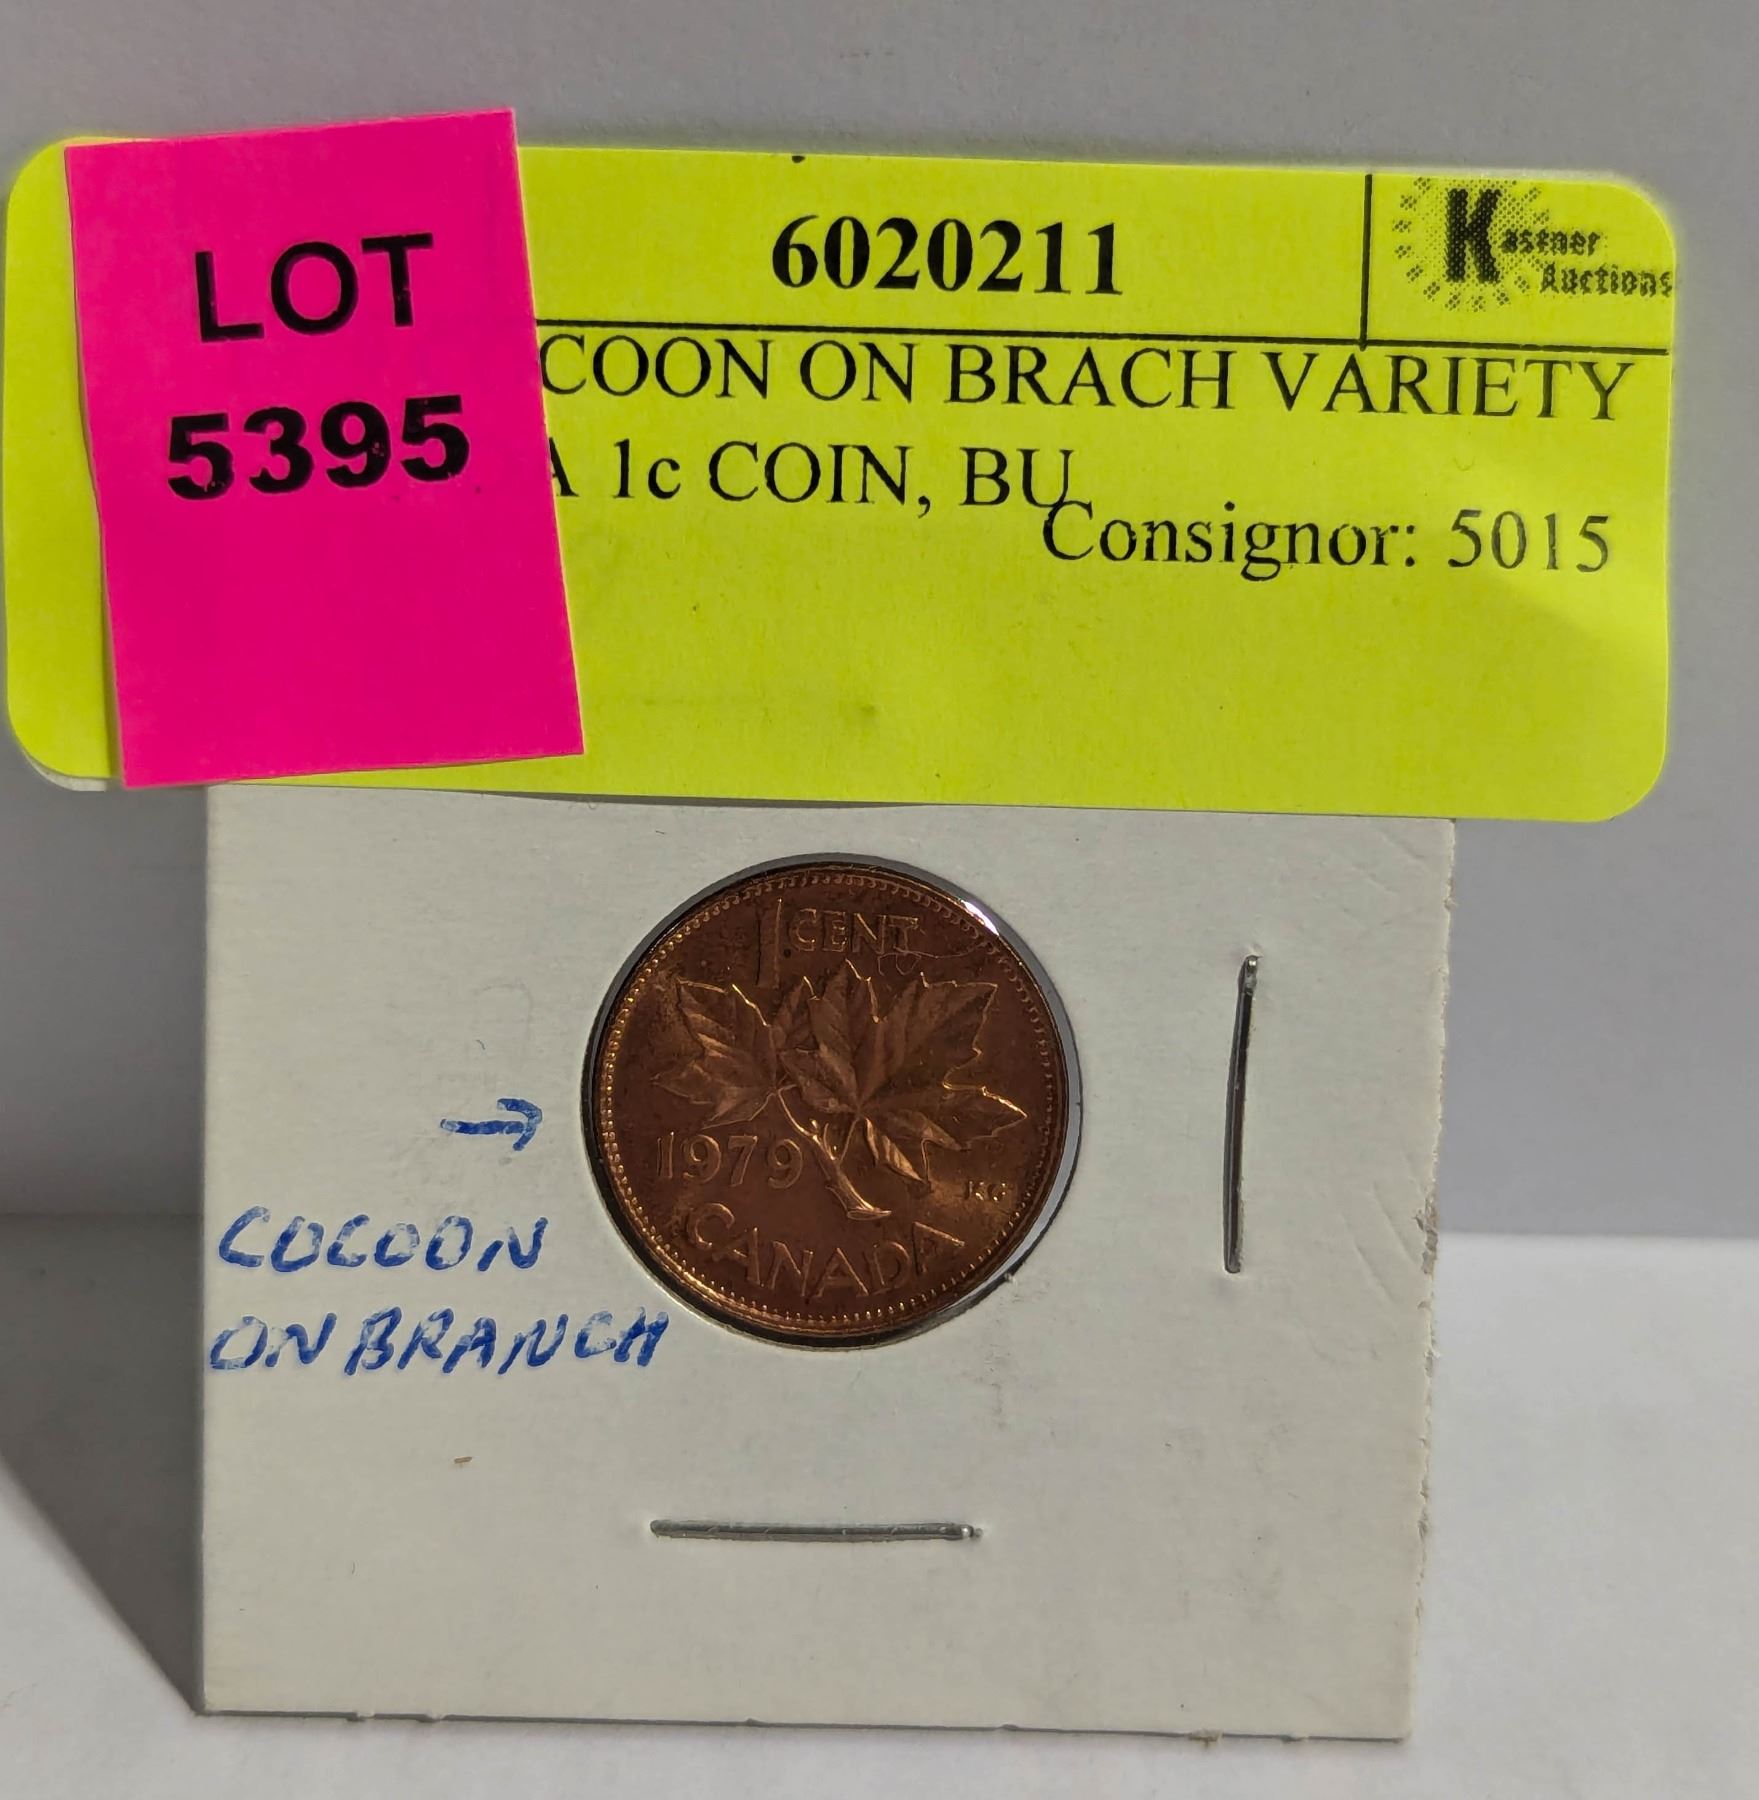 LOT
5395
6020211
Kastner
Auctions
COON ON BRACH VARIETY
A 1c COIN, BU
Consignor: 5015
1 CENT
1979
KG
CANADA
→
COCOON
ON BRANCH